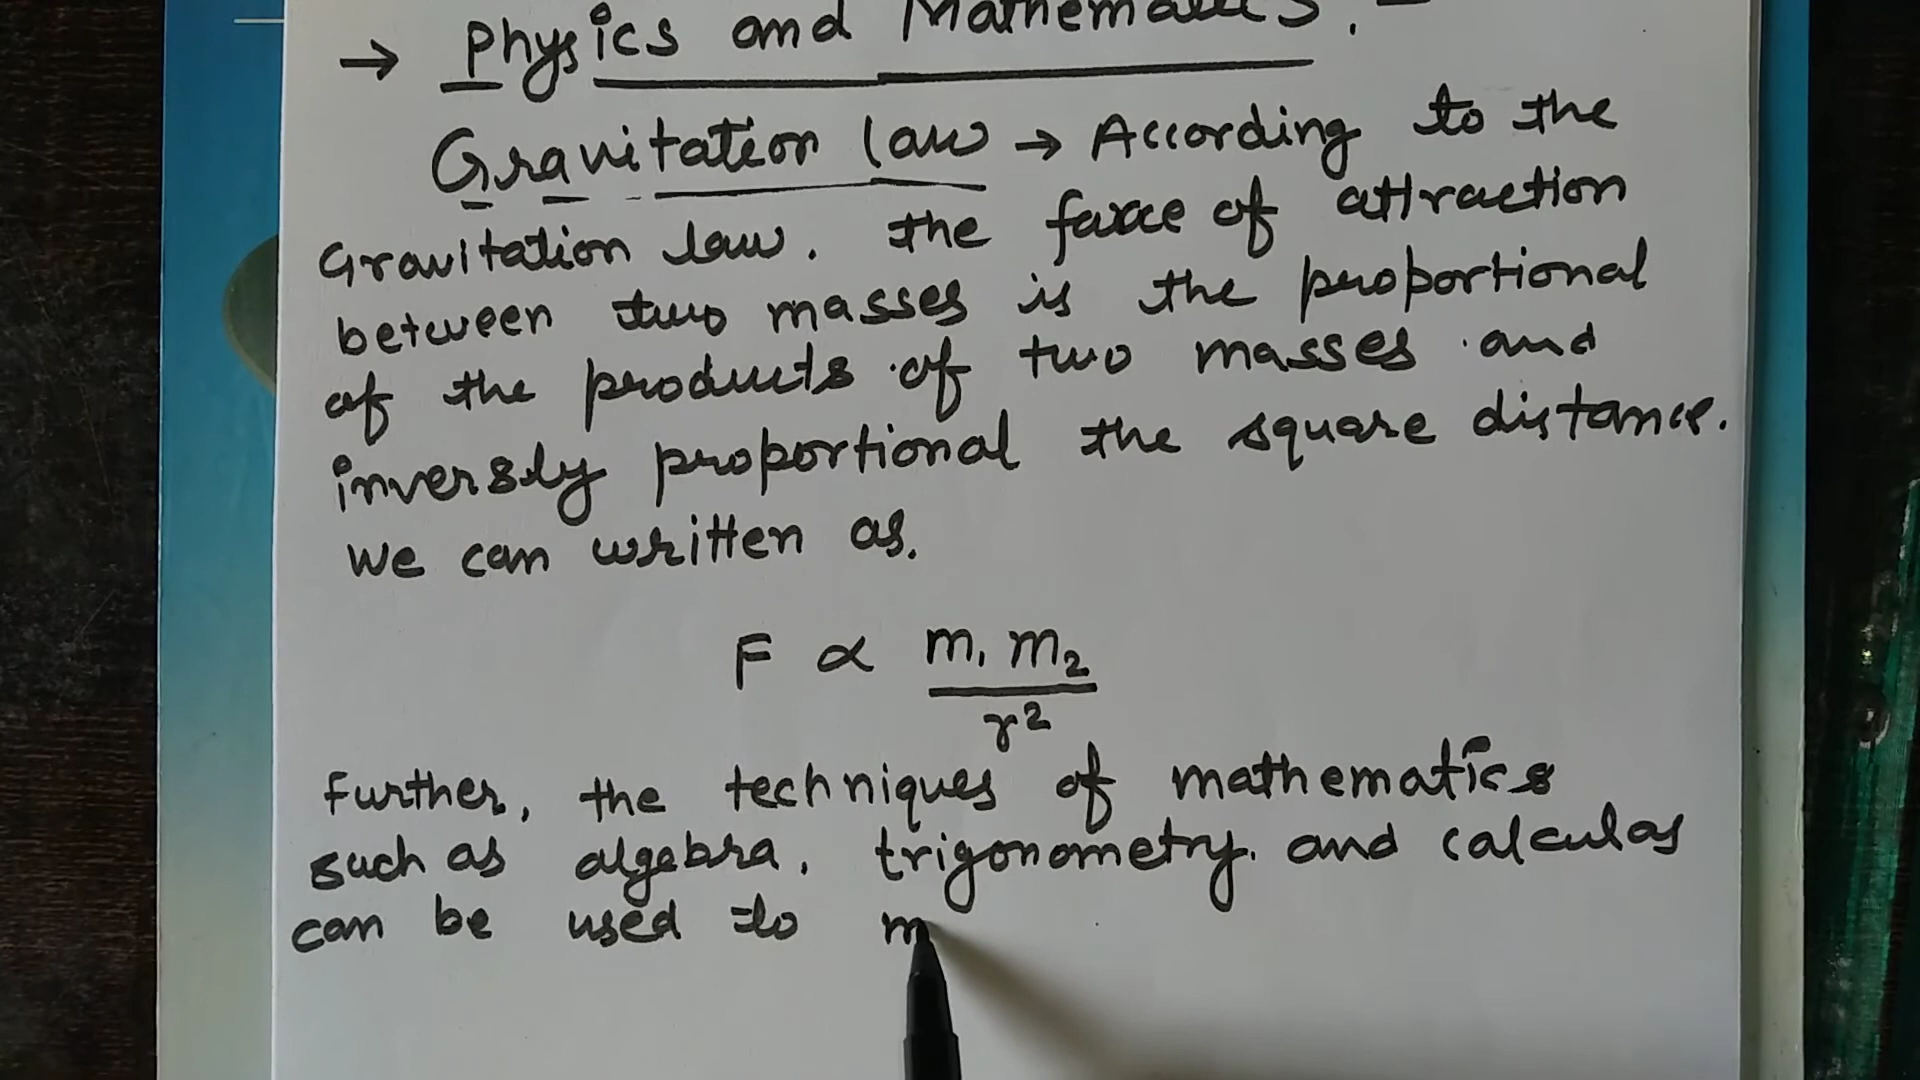 → Physics and Mathematics. -
Gravitation law → According to the
Gravitation law. the force of attraction
between two masses is the proportional
of the products of two masses and
inversly proportional the square distance.
We can written as.
F ∝ m₁ m₂
r²
Further, the techniques of mathematics
such as algebra, trigonometry. and calculas
can be used to m